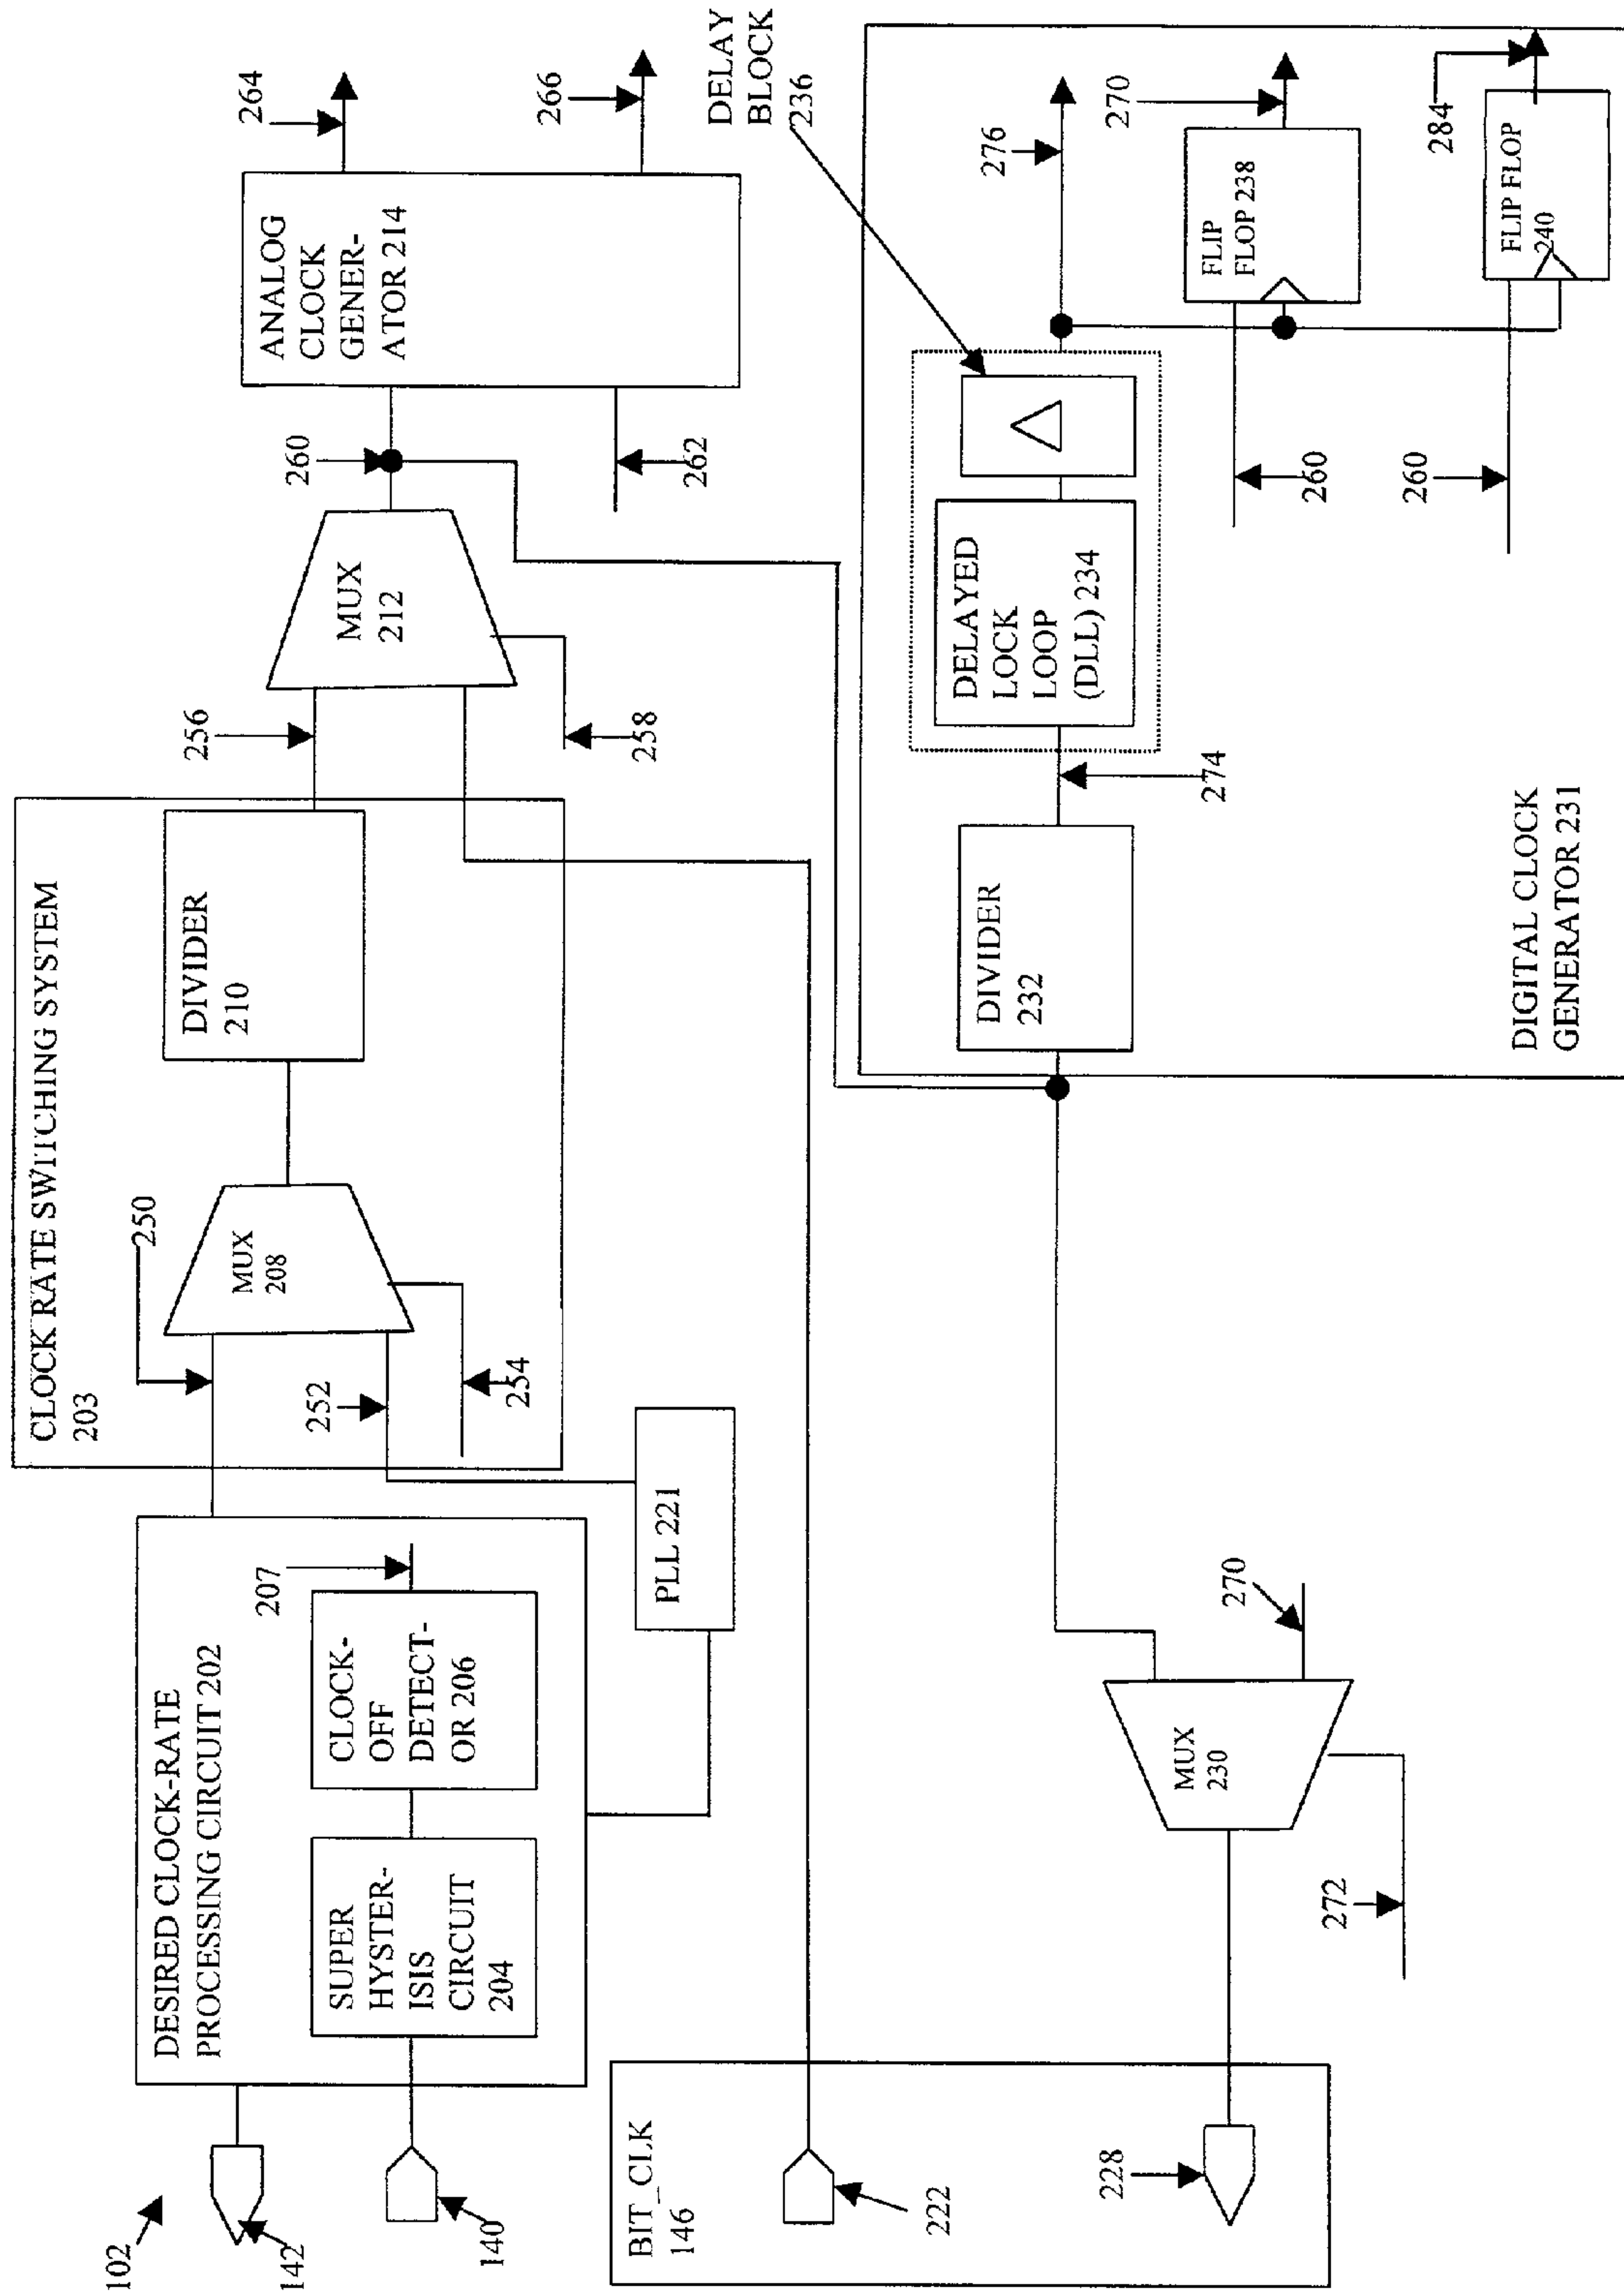 102
142
140
DESIRED CLOCK-RATE
PROCESSING CIRCUIT 202
SUPER
HYSTER-
ISIS
CIRCUIT
204
CLOCK-
OFF
DETECT-
OR 206
207
PLL 221
CLOCK RATE SWITCHING SYSTEM
203
250
252
254
MUX
208
DIVIDER
210
256
258
MUX
212
260
262
ANALOG
CLOCK
GENER-
ATOR 214
264
266
BIT_CLK
146
222
228
MUX
230
270
272
DIGITAL CLOCK
GENERATOR 231
DIVIDER
232
274
DELAYED
LOCK
LOOP
(DLL) 234
DELAY
BLOCK
236
276
260
FLIP
FLOP 238
270
260
FLIP FLOP
240
284